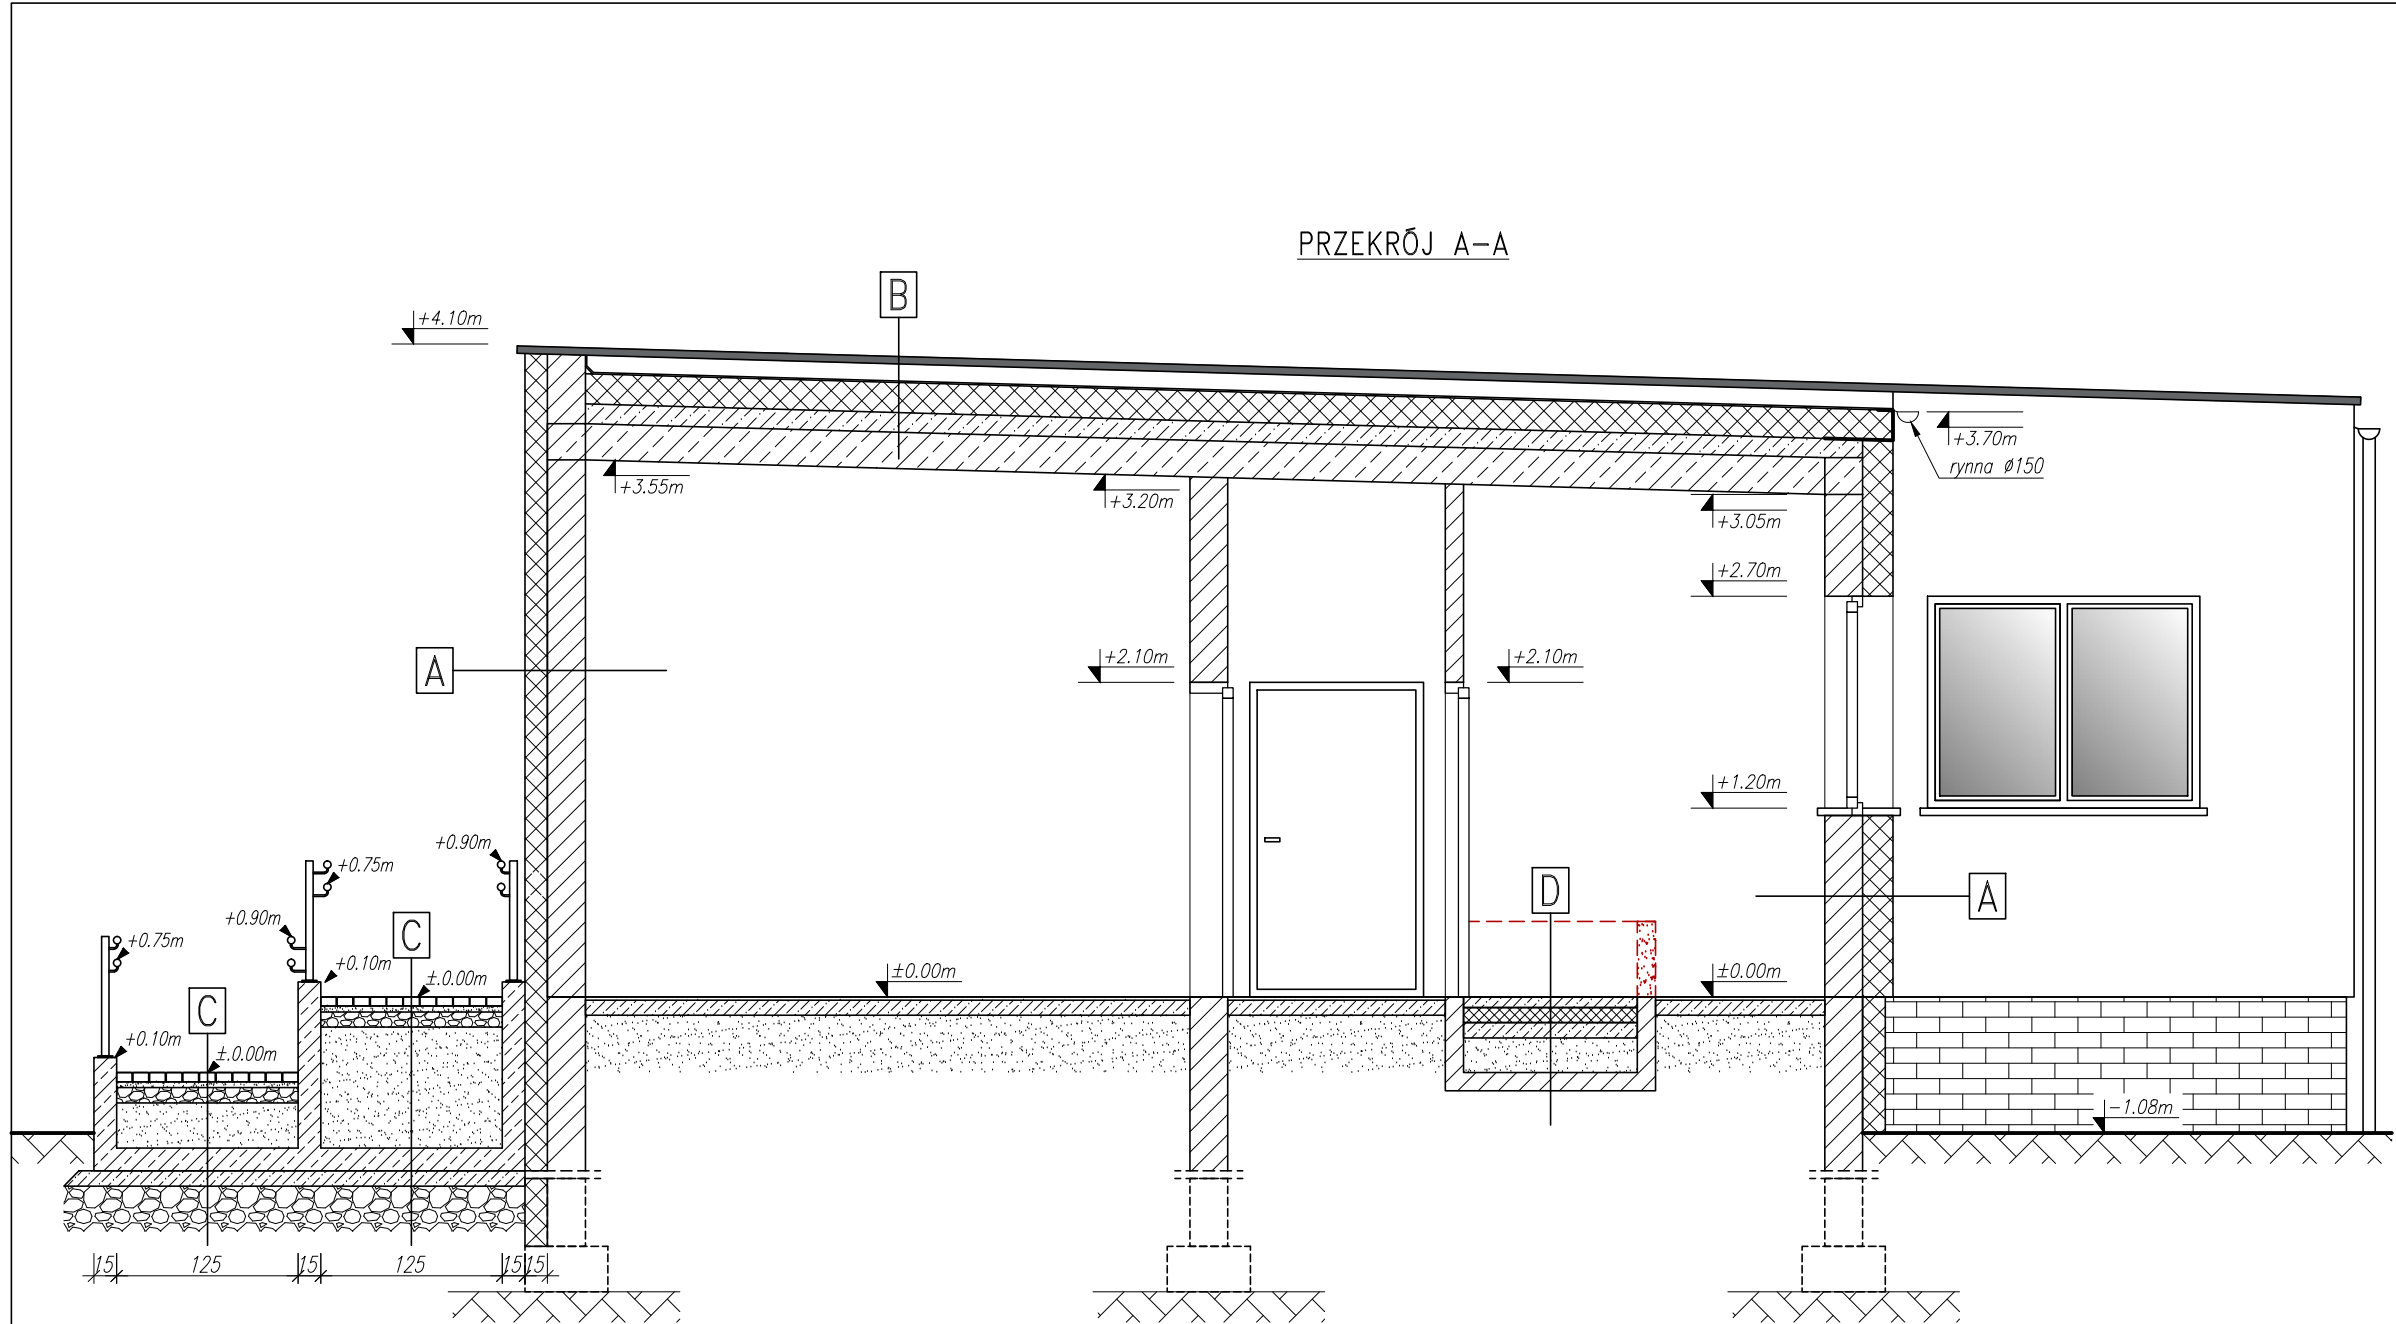 PRZEKRÓJ A-A
B
+4.10m
+3.70m
rynna ø150
+3.55m
+3.20m
+3.05m
+2.70m
A
+2.10m
+2.10m
+1.20m
+0.90m
+0.75m
D
A
+0.90m
C
+0.75m
+0.10m
±.0.00m
±0.00m
±0.00m
C
+0.10m
±.0.00m
-1.08m
15 125 15 125 15 15